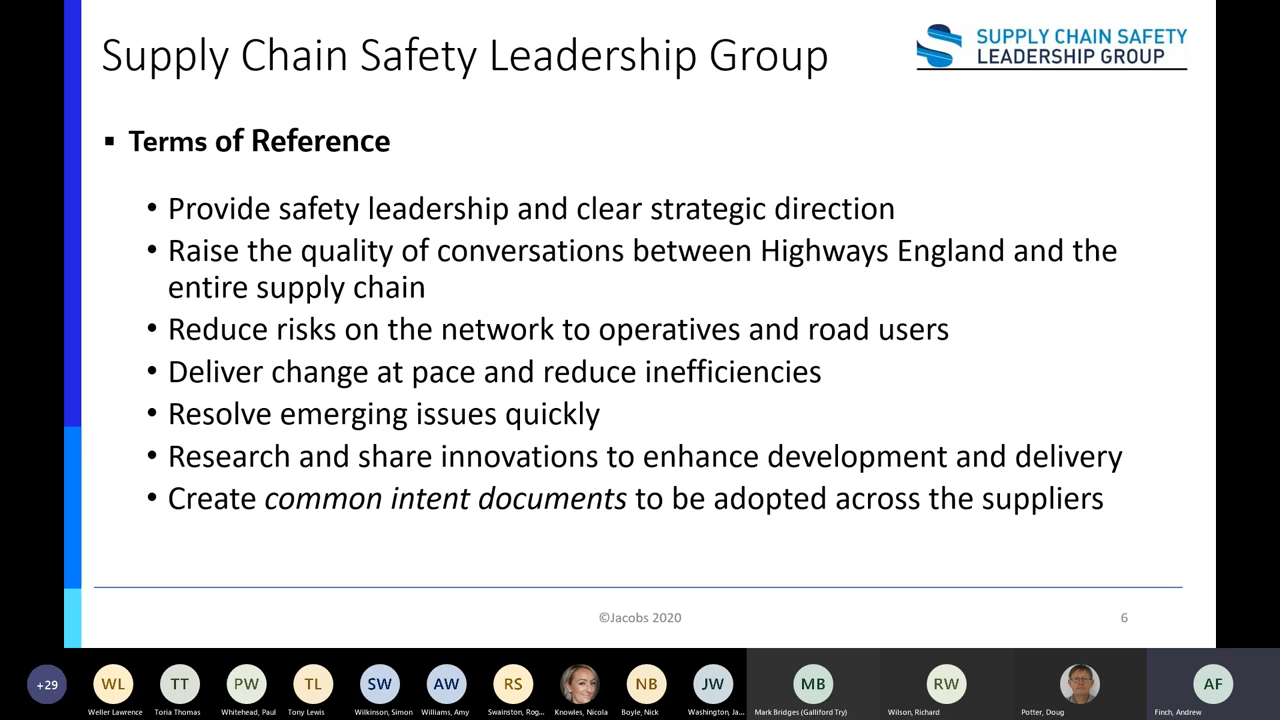 Supply Chain Safety Leadership Group
SUPPLY CHAIN SAFETY
LEADERSHIP GROUP
▪ Terms of Reference
• Provide safety leadership and clear strategic direction
• Raise the quality of conversations between Highways England and the
entire supply chain
• Reduce risks on the network to operatives and road users
• Deliver change at pace and reduce inefficiencies
• Resolve emerging issues quickly
• Research and share innovations to enhance development and delivery
• Create common intent documents to be adopted across the suppliers
©Jacobs 2020
6
+29
WL
TT
PW
TL
SW
AW
RS
NB
JW
MB
RW
AF
Weller Lawrence
Toria Thomas
Whitehead, Paul
Tony Lewis
Wilkinson, Simon
Williams, Amy
Swainston, Rog...
Knowles, Nicola
Boyle, Nick
Washington, Ja...
Mark Bridges (Galliford Try)
Wilson, Richard
Potter, Doug
Finch, Andrew